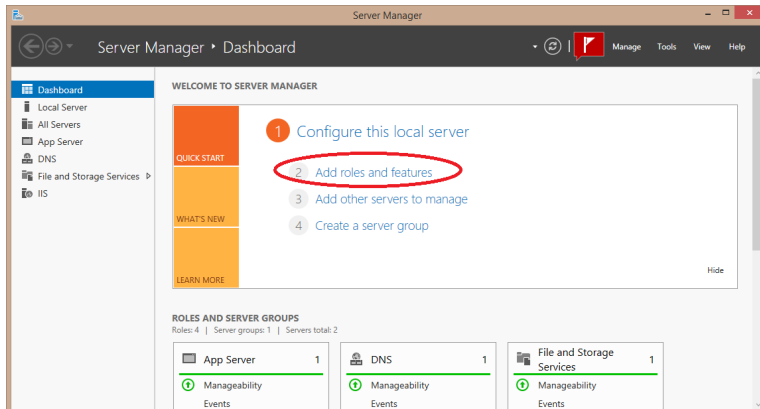 Server Manager
Server Manager ‣ Dashboard
Manage Tools View Help
Dashboard
Local Server
All Servers
App Server
DNS
File and Storage Services
IIS
WELCOME TO SERVER MANAGER
QUICK START
WHAT'S NEW
LEARN MORE
1 Configure this local server
2 Add roles and features
3 Add other servers to manage
4 Create a server group
Hide
ROLES AND SERVER GROUPS
Roles: 4 | Server groups: 1 | Servers total: 2
App Server 1
Manageability
Events
DNS 1
Manageability
Events
File and Storage
Services 1
Manageability
Events